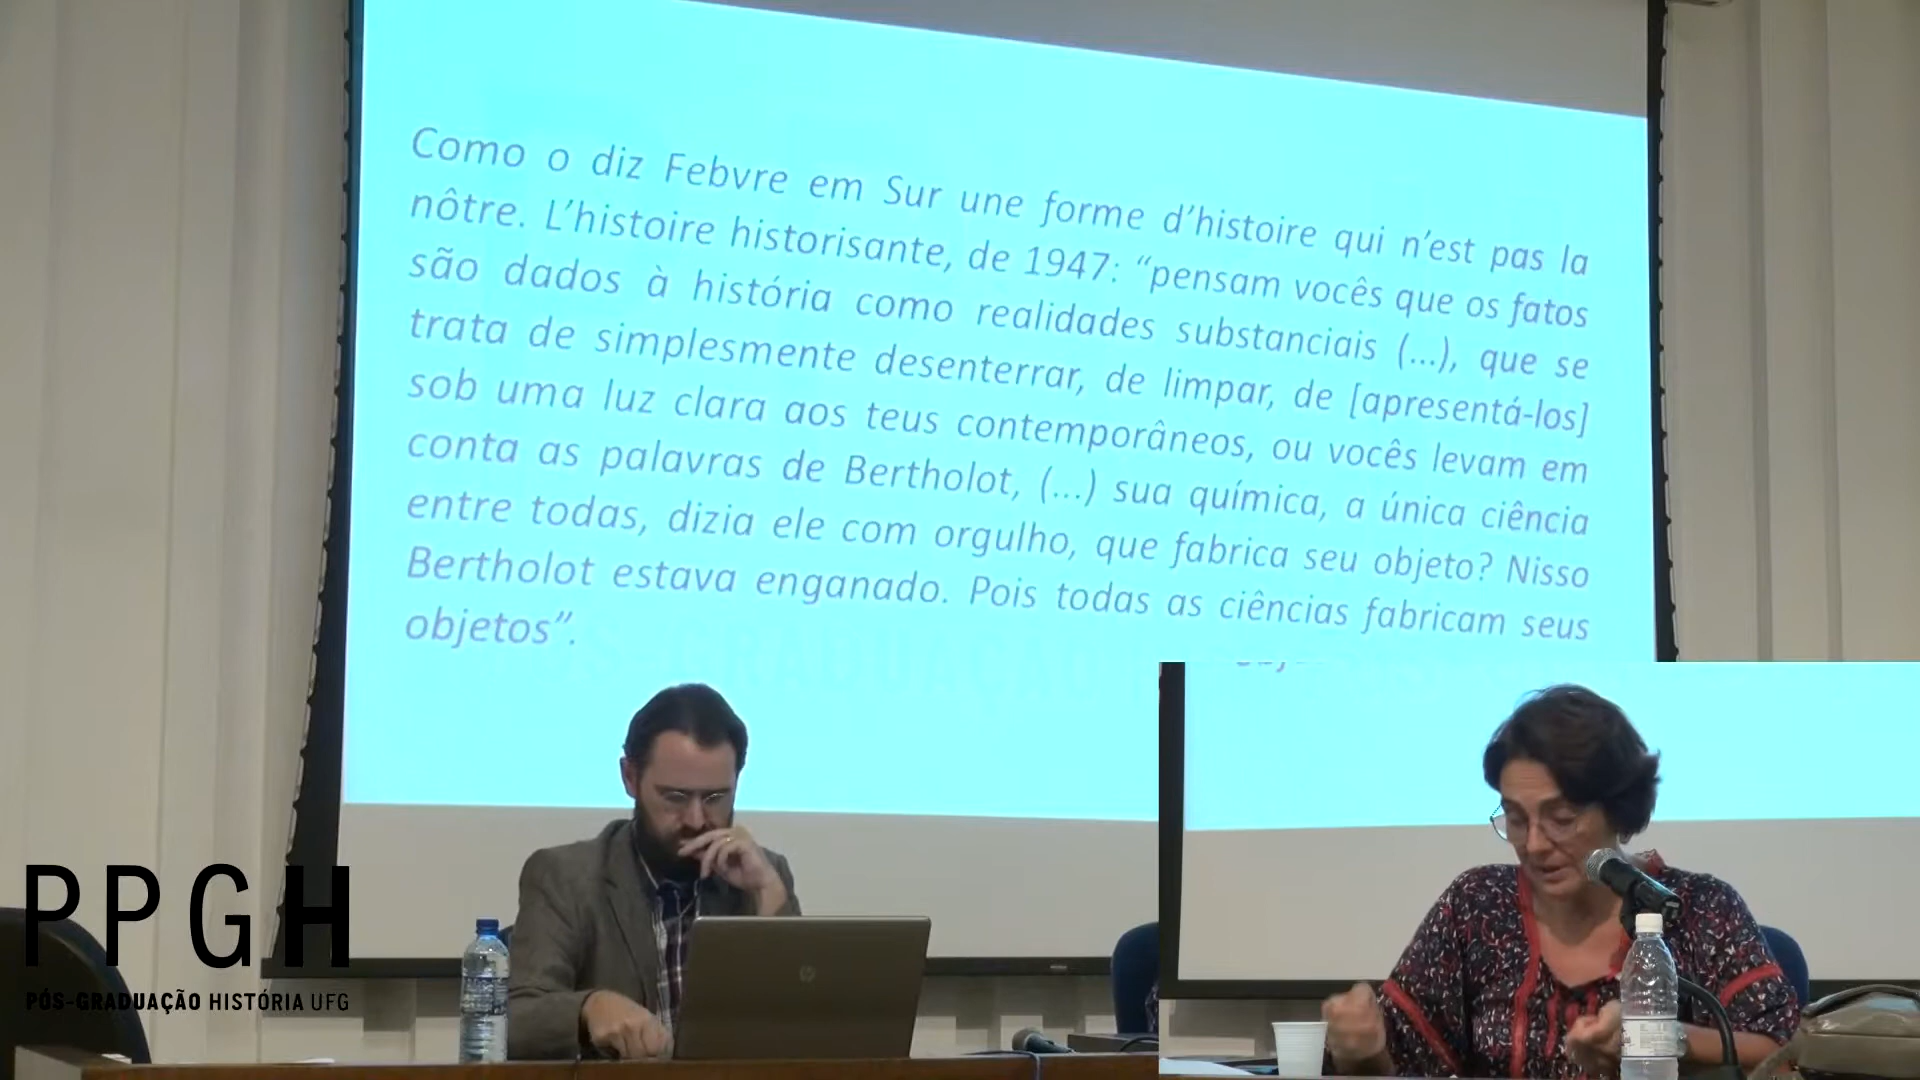 Como o diz Febvre em Sur une forme d'histoire qui n'est pas la
nôtre. L'histoire historisante, de 1947: “pensam vocês que os fatos
são dados à história como realidades substanciais (...), que se
trata de simplesmente desenterrar, de limpar, de [apresentá-los]
sob uma luz clara aos teus contemporâneos, ou vocês levam em
conta as palavras de Bertholot, (...) sua química, a única ciência
entre todas, dizia ele com orgulho, que fabrica seu objeto? Nisso
Bertholot estava enganado. Pois todas as ciências fabricam seus
objetos”.
PPGH
PÓS-GRADUAÇÃO HISTÓRIA UFG
hp